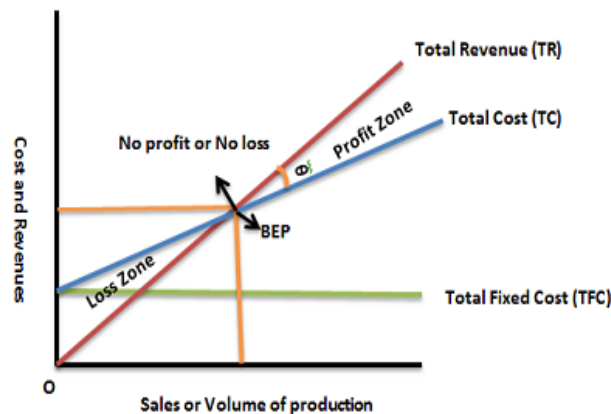 Total Revenue (TR)
Profit Zone
Total Cost (TC)
No profit or No loss
θ
BEP
Cost and Revenues
Loss Zone
Total Fixed Cost (TFC)
O
Sales or Volume of production